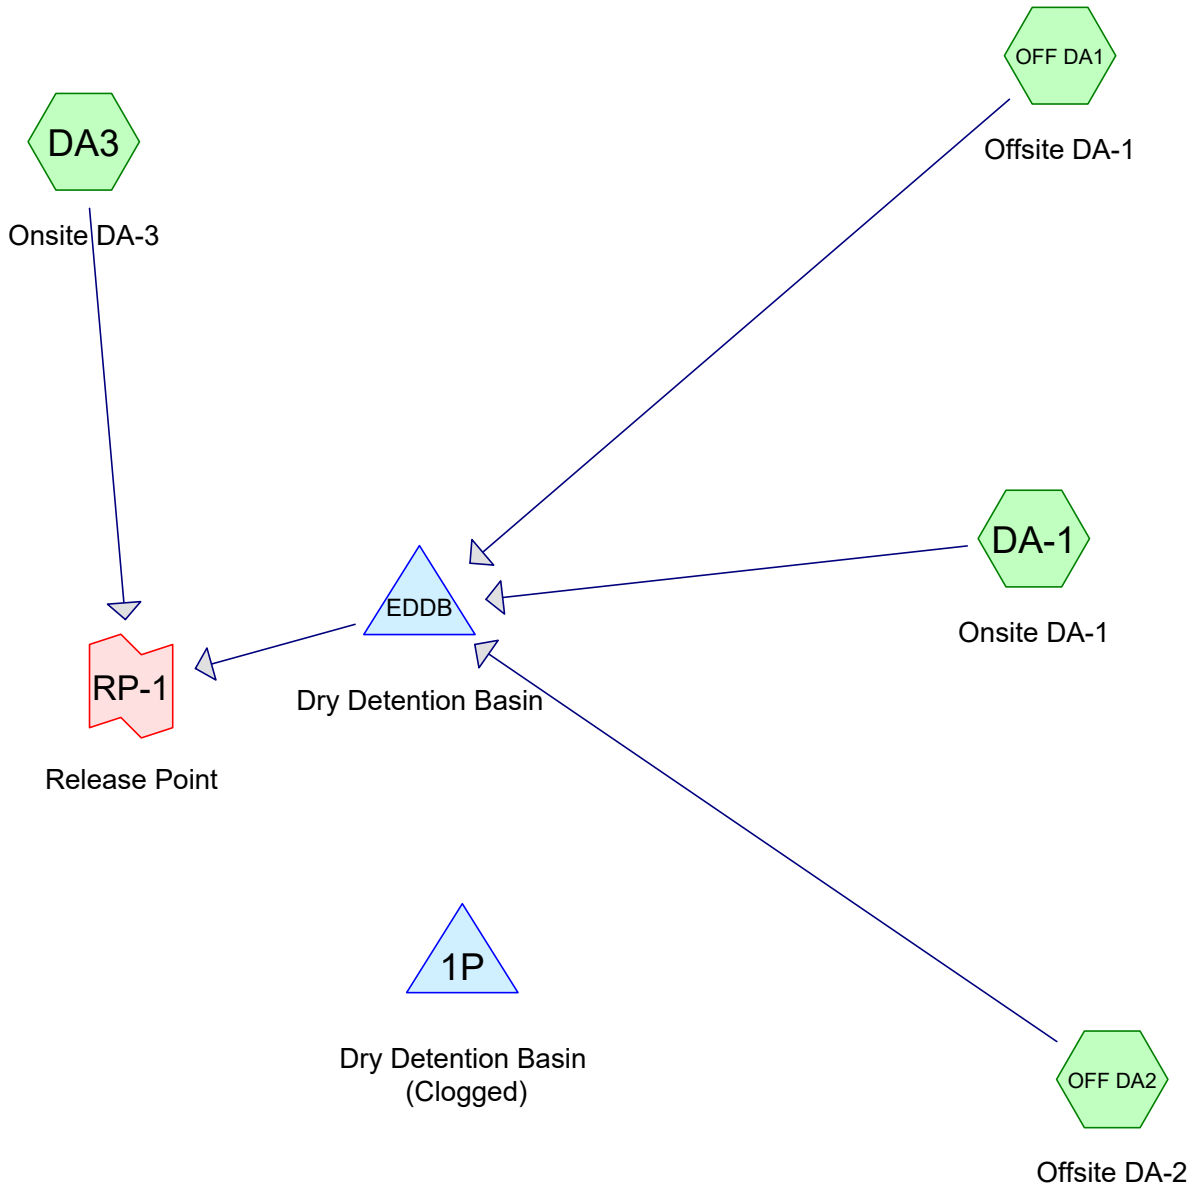 OFF DA1
Offsite DA-1
DA3
Onsite DA-3
DA-1
Onsite DA-1
EDDB
Dry Detention Basin
RP-1
Release Point
1P
Dry Detention Basin
(Clogged)
OFF DA2
Offsite DA-2